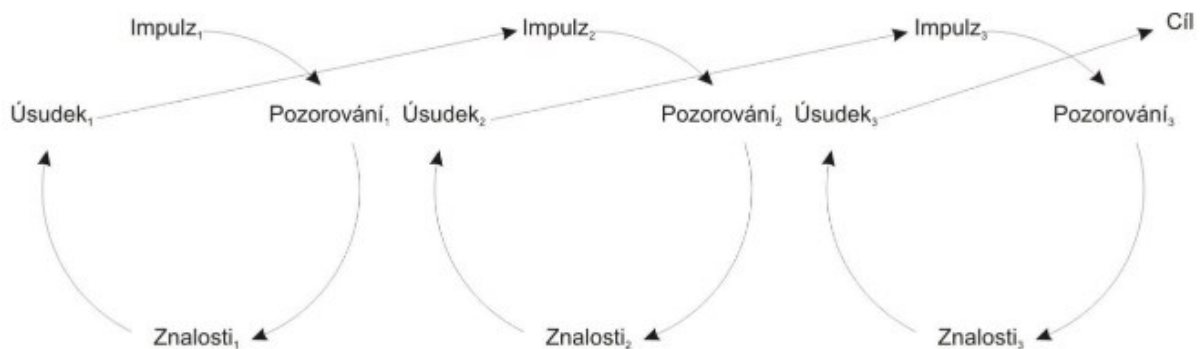 Impulz₁ Impulz₂ Impulz₃ Cíl
Úsudek₁ Pozorování₁ Úsudek₂ Pozorování₂ Úsudek₃ Pozorování₃
Znalosti₁ Znalosti₂ Znalosti₃